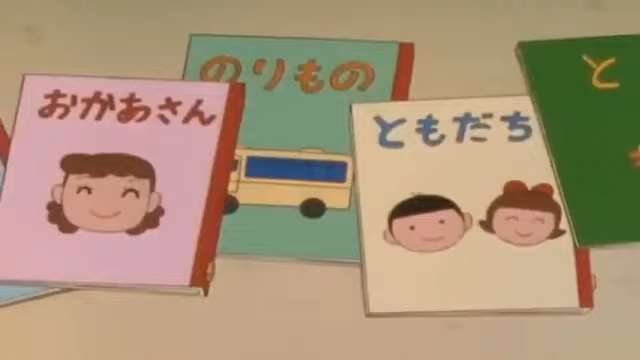 おかあさん
のりもの
ともだち
と